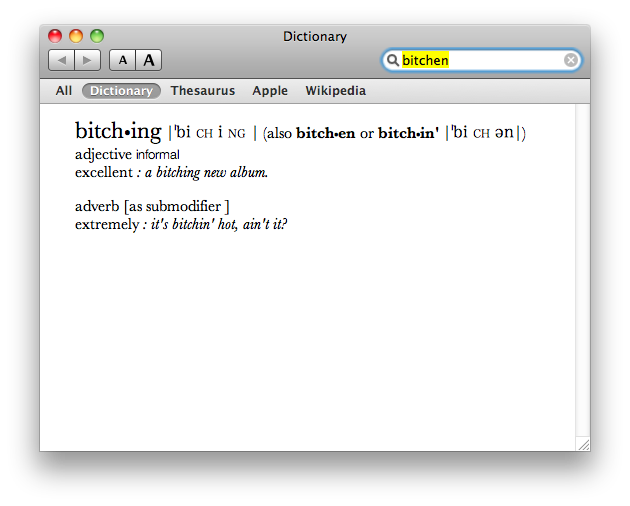 Dictionary
A A bitchen
All Dictionary Thesaurus Apple Wikipedia
bitch•ing |ˈbi CH i NG | (also bitch•en or bitch•in' |ˈbi CH ən|)
adjective informal
excellent : a bitching new album.
adverb [as submodifier ]
extremely : it's bitchin' hot, ain't it?